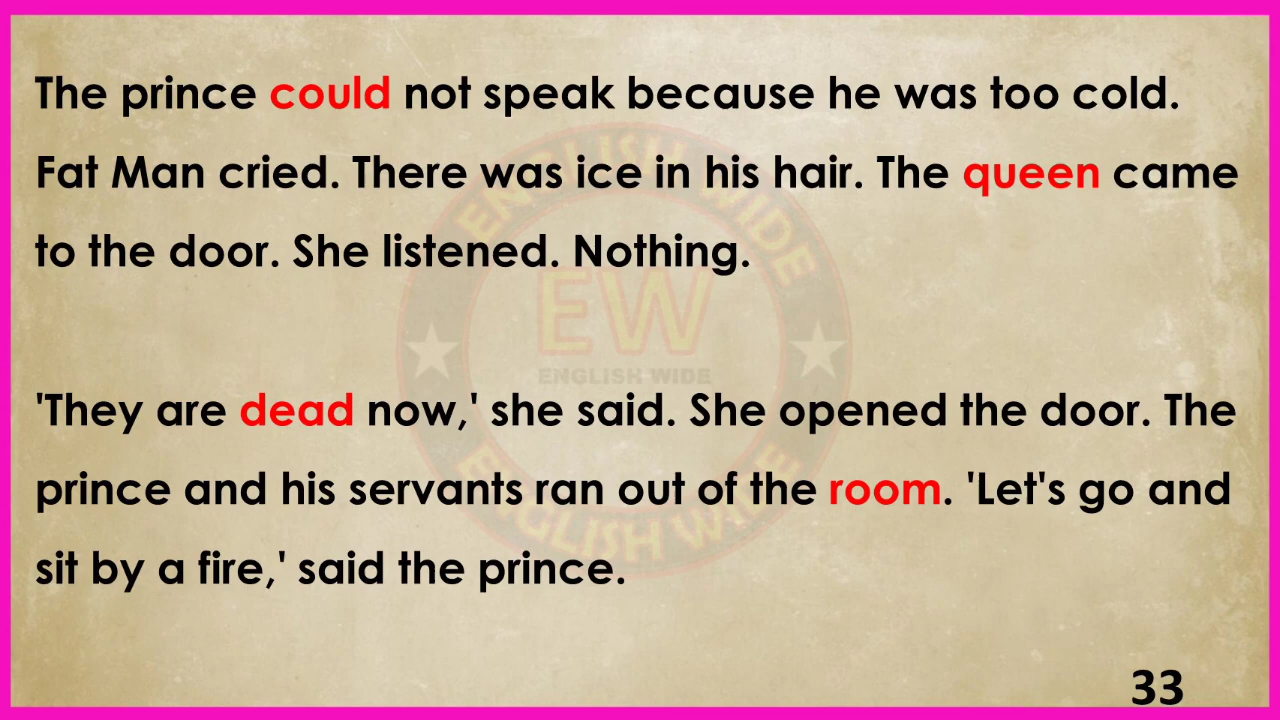 The prince could not speak because he was too cold.
Fat Man cried. There was ice in his hair. The queen came
to the door. She listened. Nothing.
ENGLISH WIDE
EW
ENGLISH WIDE
'They are dead now,' she said. She opened the door. The
prince and his servants ran out of the room. 'Let's go and
sit by a fire,' said the prince.
ENGLISH WIDE
33